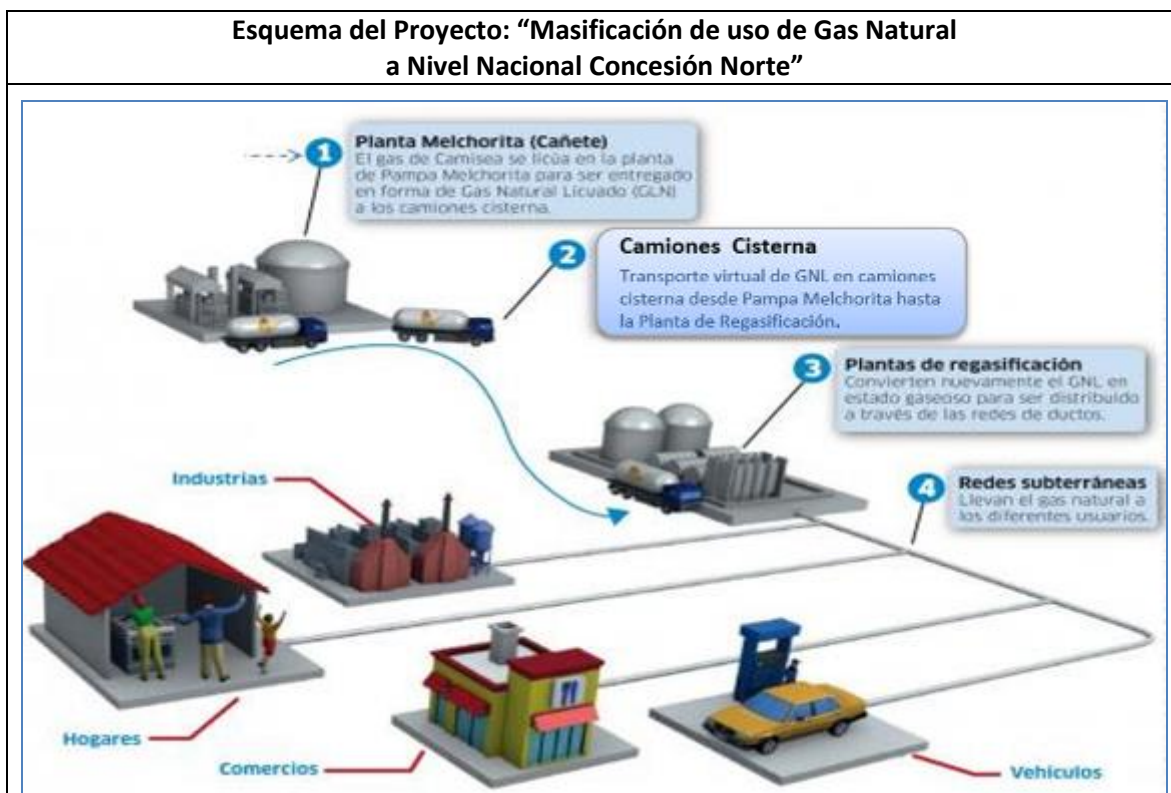 Esquema del Proyecto: “Masificación de uso de Gas Natural
a Nivel Nacional Concesión Norte”
1
Planta Melchorita (Cañete)
El gas de Camisea se licúa en la planta
de Pampa Melchorita para ser entregado
en forma de Gas Natural Licuado (GLN)
a los camiones cisterna.
2
Camiones Cisterna
Transporte virtual de GNL en camiones
cisterna desde Pampa Melchorita hasta
la Planta de Regasificación.
3
Plantas de regasificación
Convierten nuevamente el GNL en
estado gaseoso para ser distribuido
a través de las redes de ductos.
4
Redes subterráneas
Llevan el gas natural a
los diferentes usuarios.
Industrias
Hogares
Comercios
Vehículos